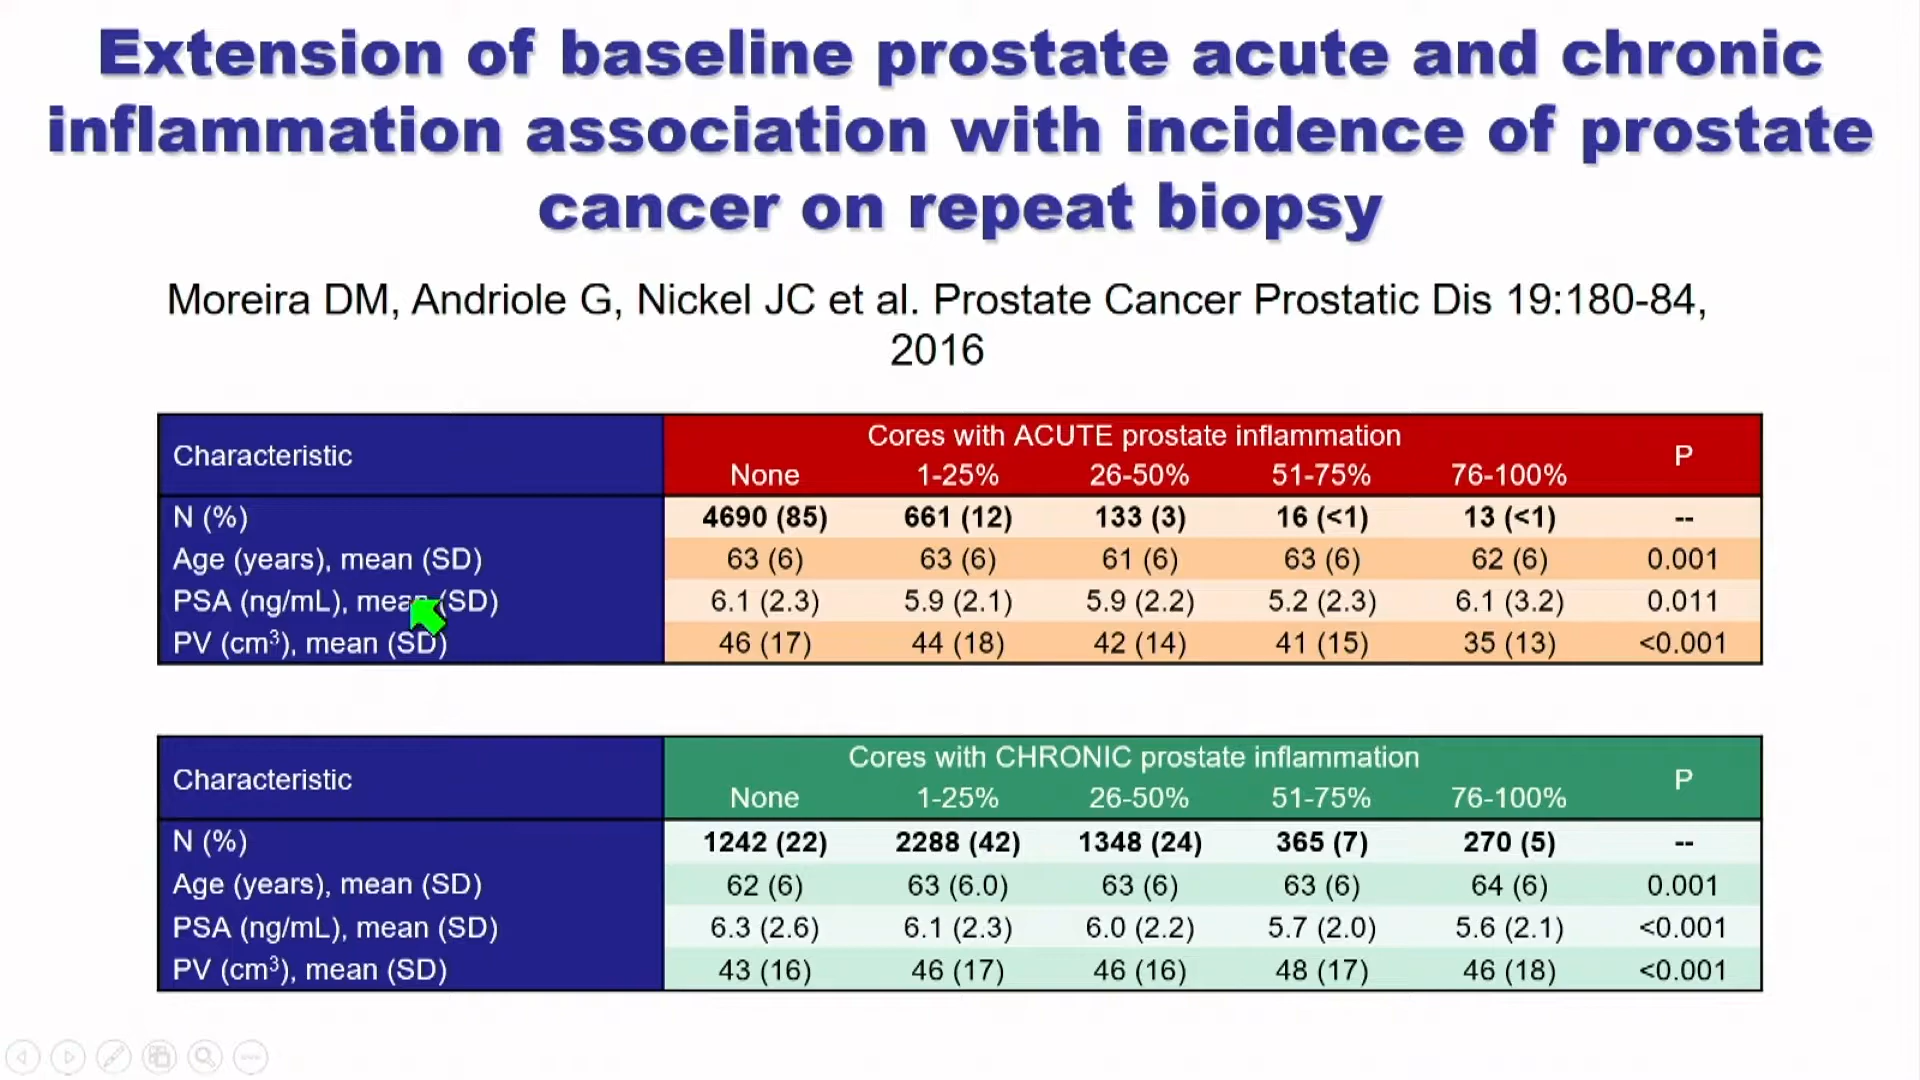 Extension of baseline prostate acute and chronic
inflammation association with incidence of prostate
cancer on repeat biopsy
Moreira DM, Andriole G, Nickel JC et al. Prostate Cancer Prostatic Dis 19:180-84,
2016
Characteristic Cores with ACUTE prostate inflammation P
None 1-25% 26-50% 51-75% 76-100%
N (%) 4690 (85) 661 (12) 133 (3) 16 (<1) 13 (<1) --
Age (years), mean (SD) 63 (6) 63 (6) 61 (6) 63 (6) 62 (6) 0.001
PSA (ng/mL), mean (SD) 6.1 (2.3) 5.9 (2.1) 5.9 (2.2) 5.2 (2.3) 6.1 (3.2) 0.011
PV (cm³), mean (SD) 46 (17) 44 (18) 42 (14) 41 (15) 35 (13) <0.001
Characteristic Cores with CHRONIC prostate inflammation P
None 1-25% 26-50% 51-75% 76-100%
N (%) 1242 (22) 2288 (42) 1348 (24) 365 (7) 270 (5) --
Age (years), mean (SD) 62 (6) 63 (6.0) 63 (6) 63 (6) 64 (6) 0.001
PSA (ng/mL), mean (SD) 6.3 (2.6) 6.1 (2.3) 6.0 (2.2) 5.7 (2.0) 5.6 (2.1) <0.001
PV (cm³), mean (SD) 43 (16) 46 (17) 46 (16) 48 (17) 46 (18) <0.001